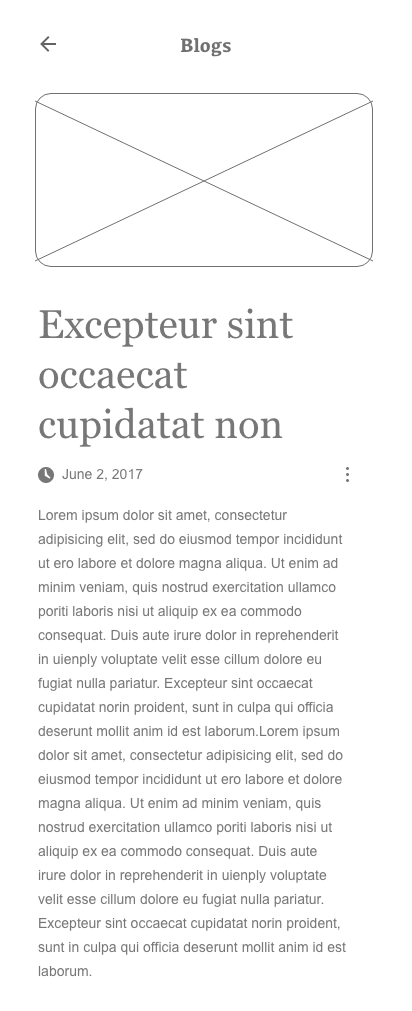 Blogs
Excepteur sint
occaecat
cupidatat non
June 2, 2017
Lorem ipsum dolor sit amet, consectetur
adipisicing elit, sed do eiusmod tempor incididunt
ut ero labore et dolore magna aliqua. Ut enim ad
minim veniam, quis nostrud exercitation ullamco
poriti laboris nisi ut aliquip ex ea commodo
consequat. Duis aute irure dolor in reprehenderit
in uienply voluptate velit esse cillum dolore eu
fugiat nulla pariatur. Excepteur sint occaecat
cupidatat norin proident, sunt in culpa qui officia
deserunt mollit anim id est laborum.Lorem ipsum
dolor sit amet, consectetur adipisicing elit, sed do
eiusmod tempor incididunt ut ero labore et dolore
magna aliqua. Ut enim ad minim veniam, quis
nostrud exercitation ullamco poriti laboris nisi ut
aliquip ex ea commodo consequat. Duis aute
irure dolor in reprehenderit in uienply voluptate
velit esse cillum dolore eu fugiat nulla pariatur.
Excepteur sint occaecat cupidatat norin proident,
sunt in culpa qui officia deserunt mollit anim id est
laborum.